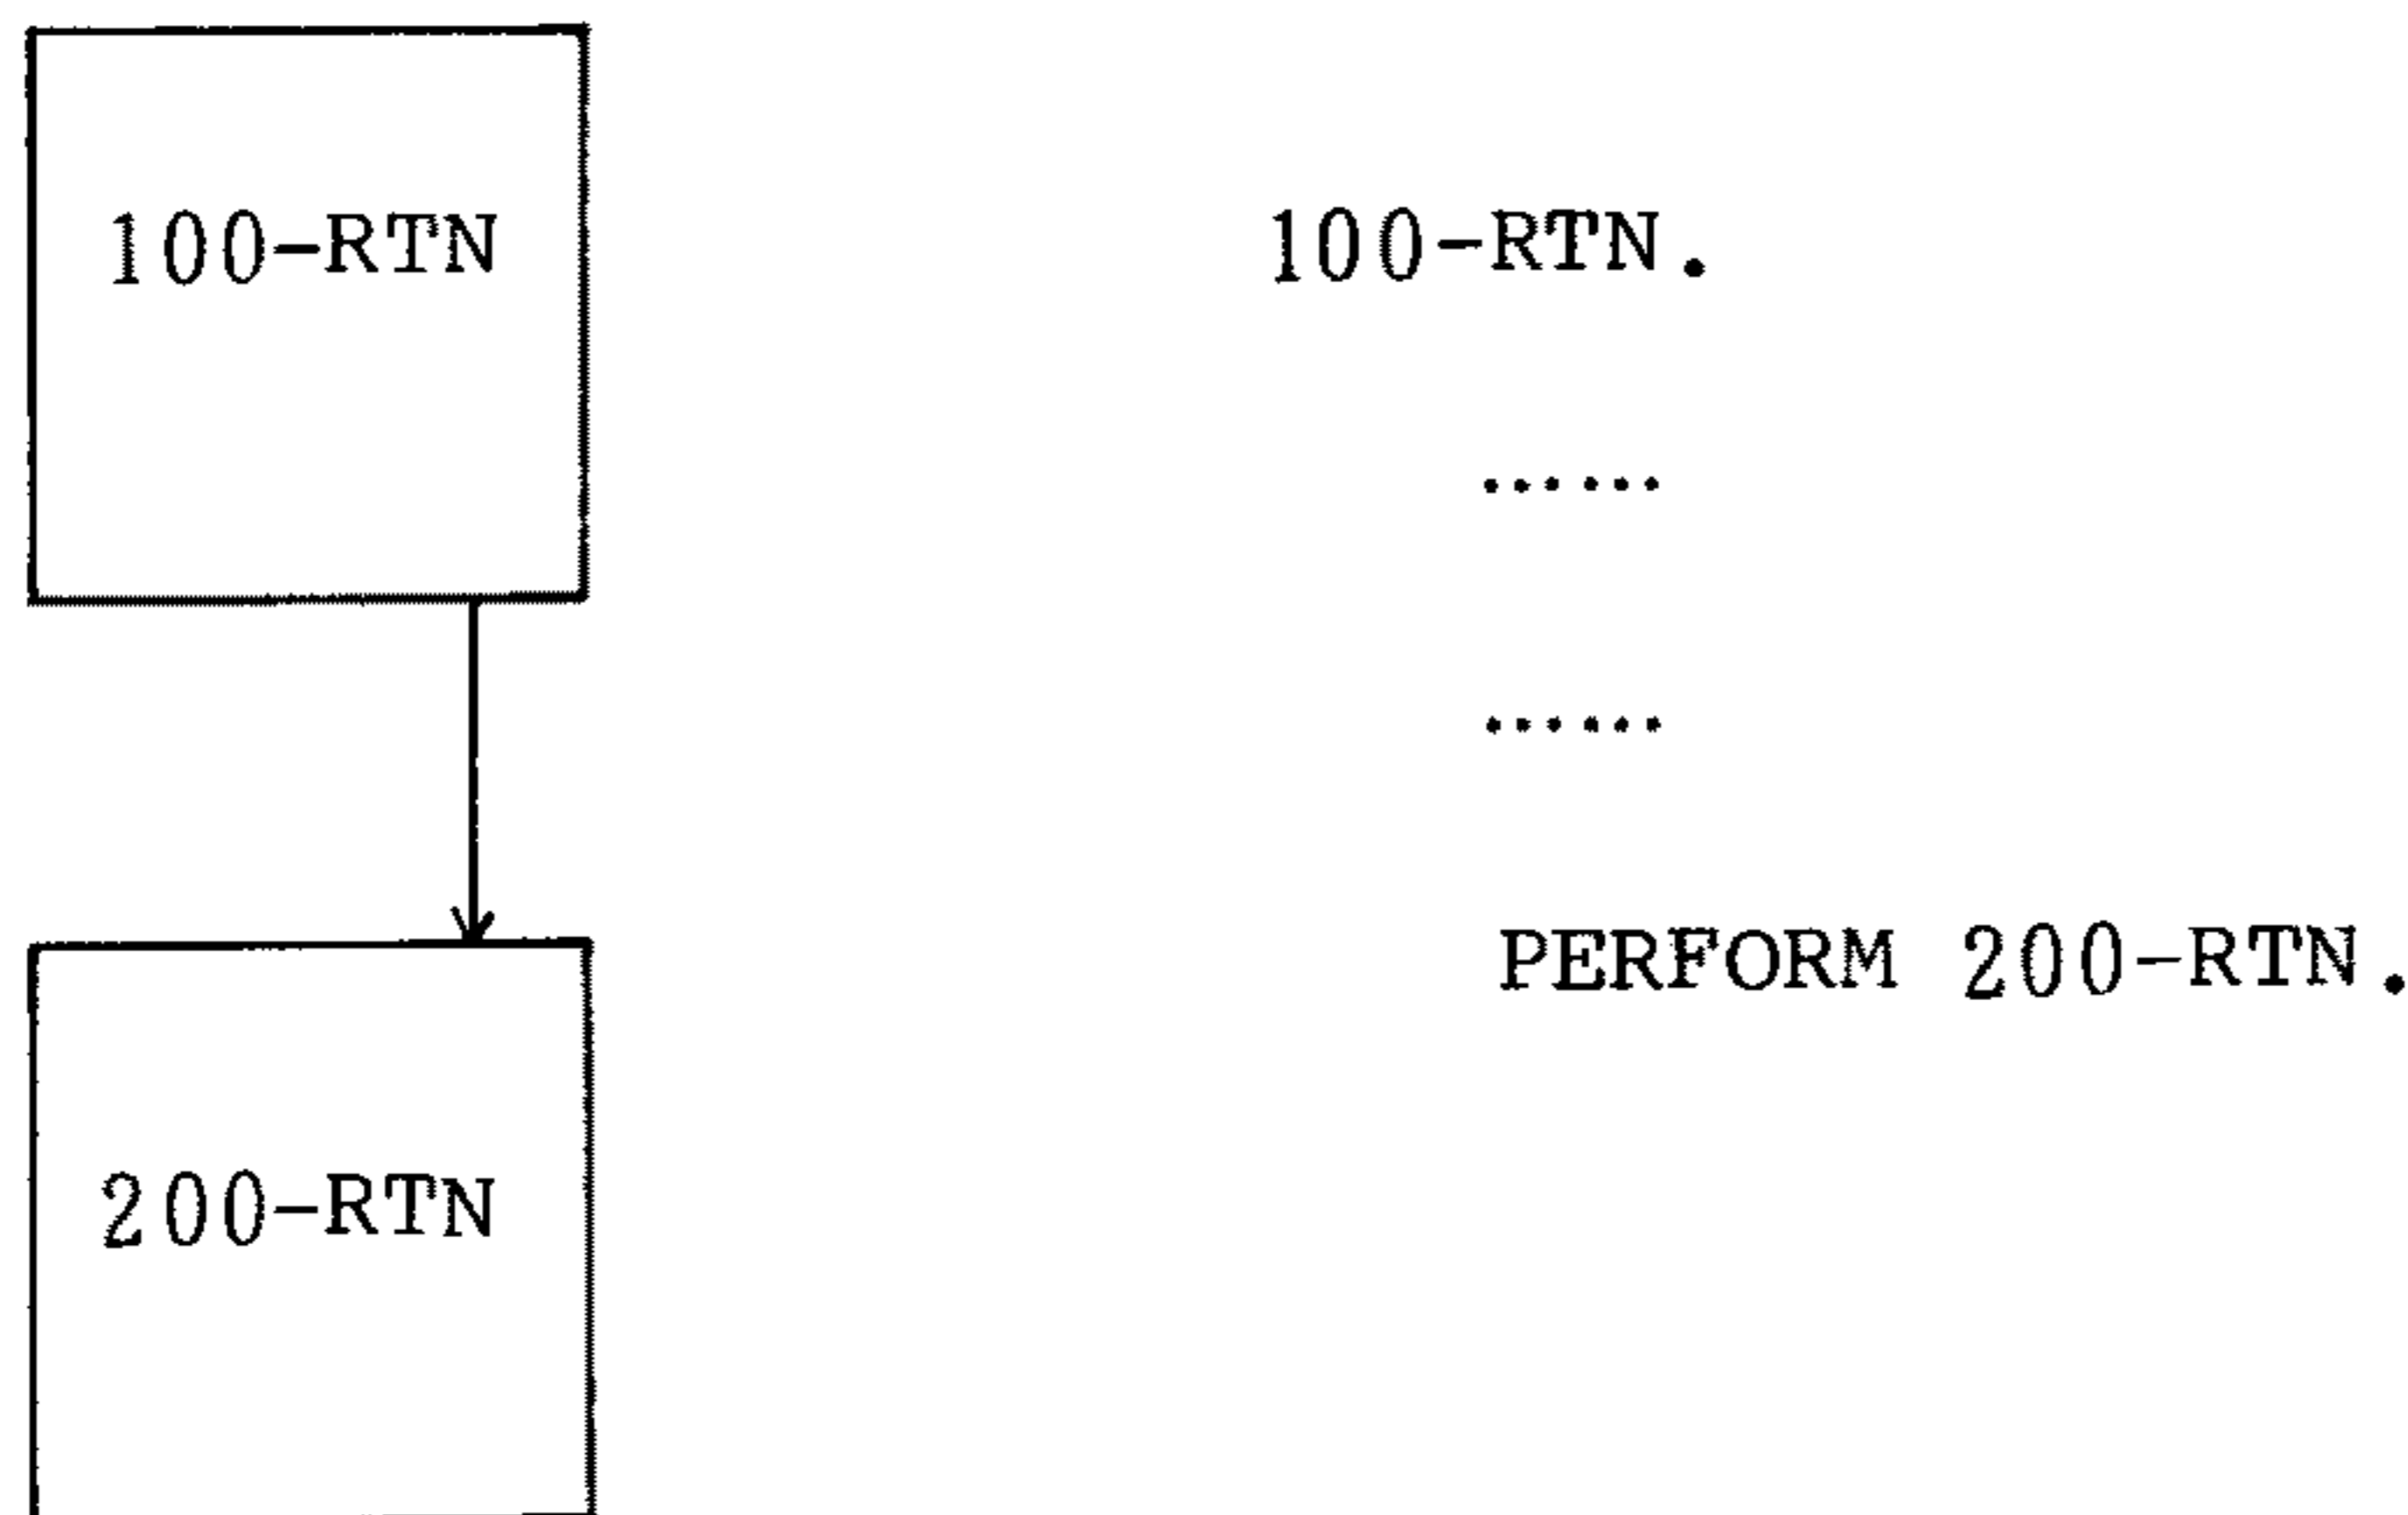 100-RTN
100-RTN.
......
......
PERFORM 200-RTN.
200-RTN